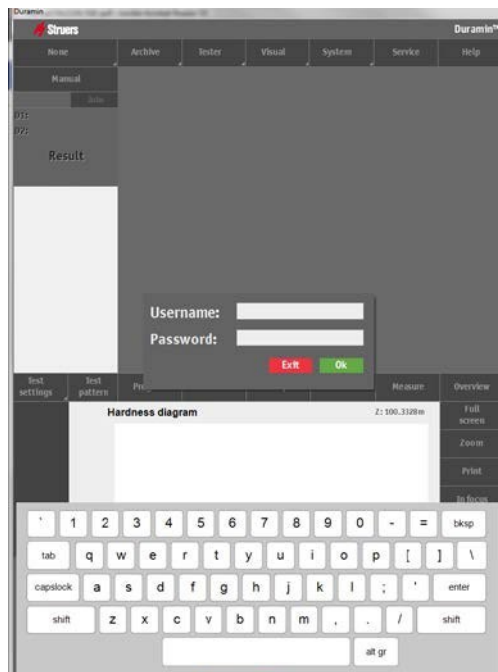 Duramin
Struers Duramin™
None Archive Tester Visual System Service Help
Manual
Jobs
D1:
D2:
Result
Username:
Password:
Exit Ok
Test settings Test pattern Measure Overview
Hardness diagram Z: 100.3328m Full screen
Zoom
Print
In focus
` 1 2 3 4 5 6 7 8 9 0 - = bksp
tab q w e r t y u i o p [ ] \
capslock a s d f g h j k l ; ' enter
shift z x c v b n m , . / shift
alt gr